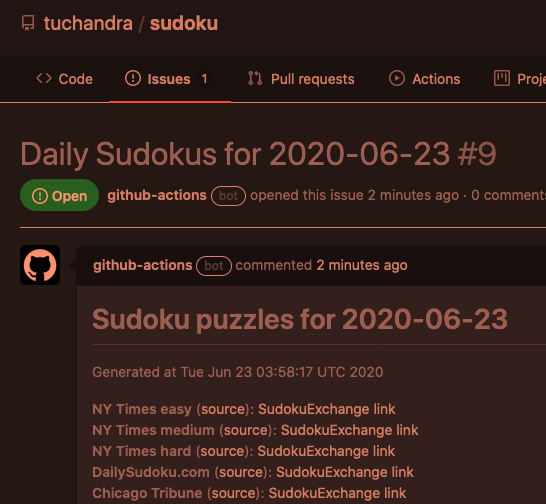 tuchandra / sudoku
Code Issues 1 Pull requests Actions Proje
Daily Sudokus for 2020-06-23 #9
Open github-actions bot opened this issue 2 minutes ago · 0 comments
github-actions bot commented 2 minutes ago
Sudoku puzzles for 2020-06-23
Generated at Tue Jun 23 03:58:17 UTC 2020
NY Times easy (source): SudokuExchange link
NY Times medium (source): SudokuExchange link
NY Times hard (source): SudokuExchange link
DailySudoku.com (source): SudokuExchange link
Chicago Tribune (source): SudokuExchange link